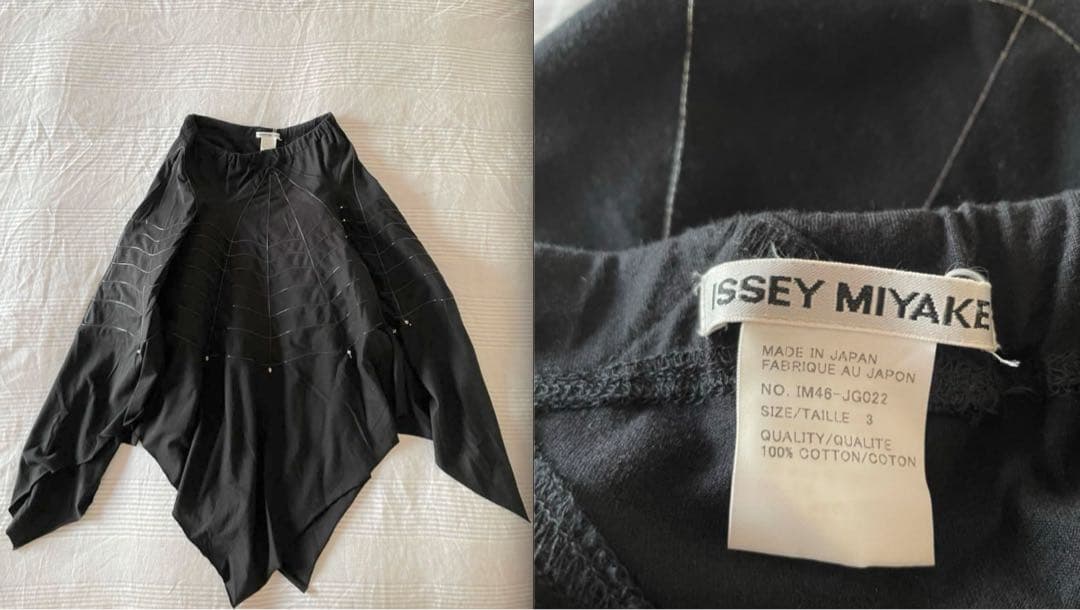 ISSEY MIYAKE
MADE IN JAPAN
FABRIQUE AU JAPON
NO. IM46-JG022
SIZE/TAILLE 3
QUALITY/QUALITE
100% COTTON/COTON